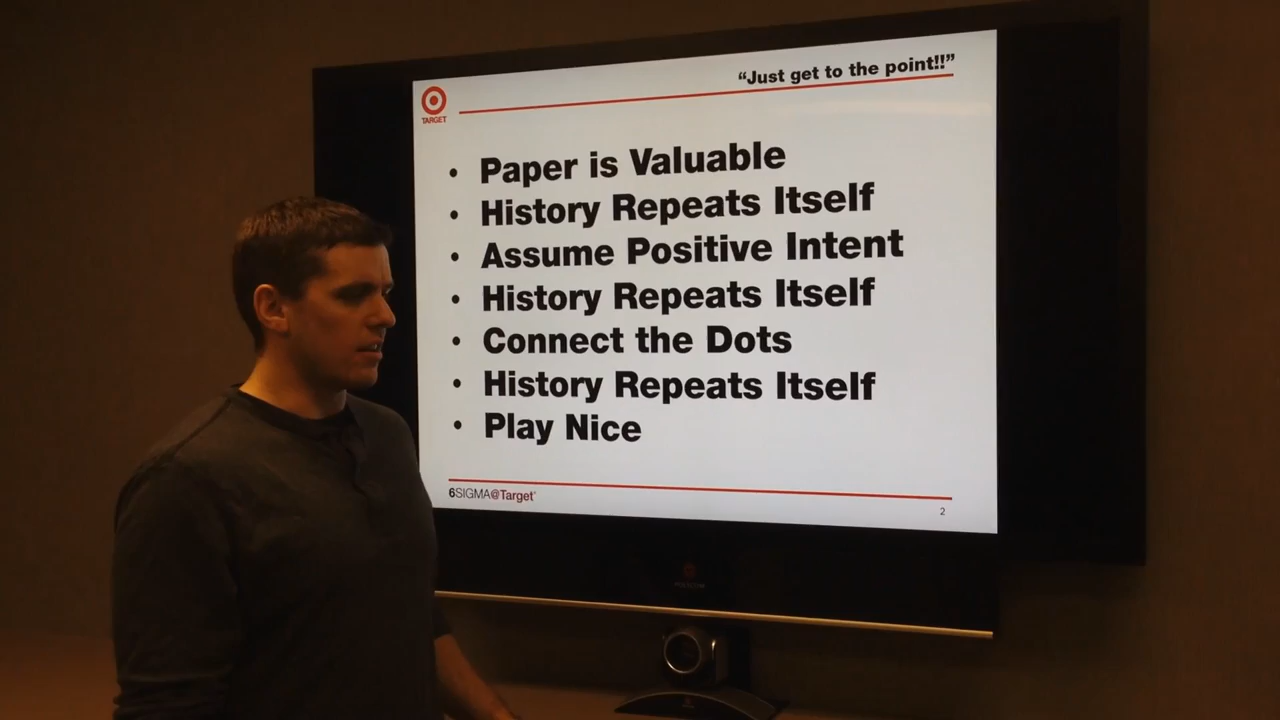 "Just get to the point!!"
TARGET
• Paper is Valuable
• History Repeats Itself
• Assume Positive Intent
• History Repeats Itself
• Connect the Dots
• History Repeats Itself
• Play Nice
6SIGMA@Target
2